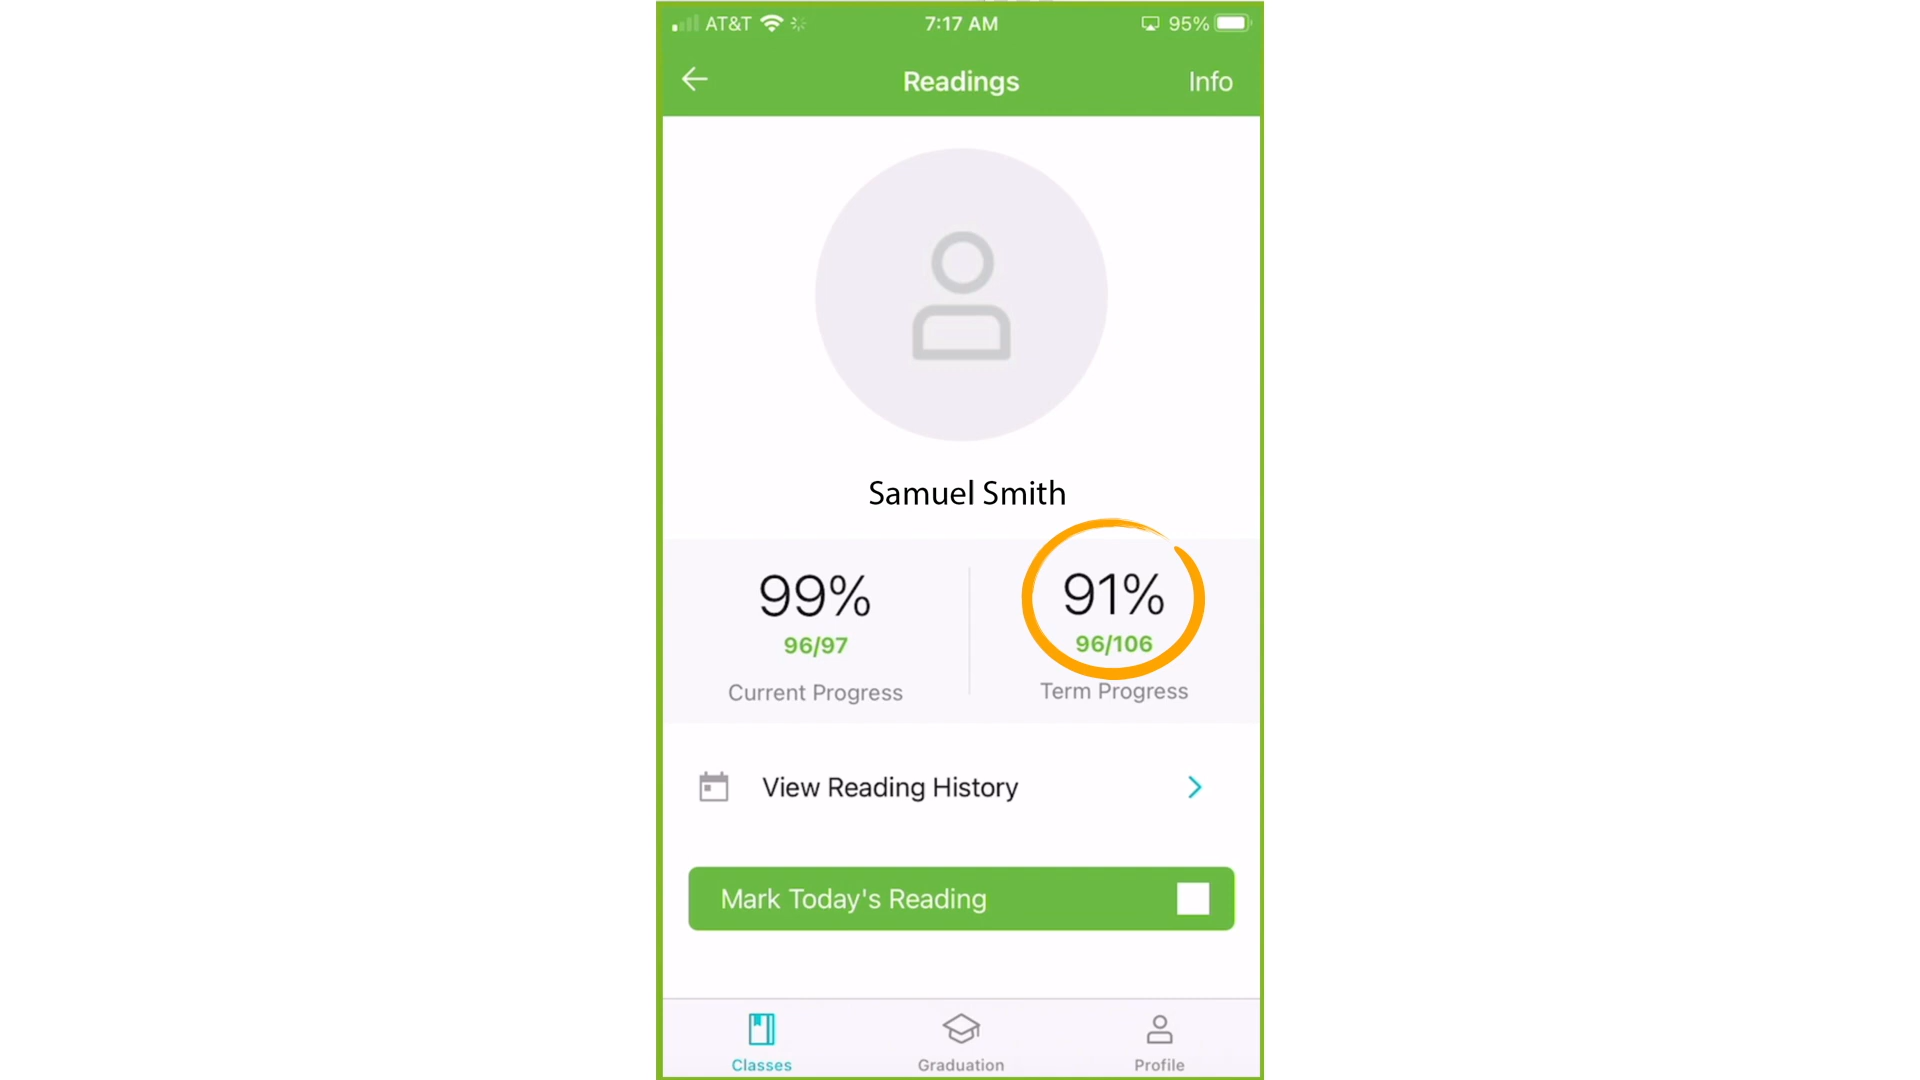 AT&T 7:17 AM 95%
Readings Info
Samuel Smith
99% 91%
96/97 96/106
Current Progress Term Progress
View Reading History
Mark Today's Reading
Classes Graduation Profile